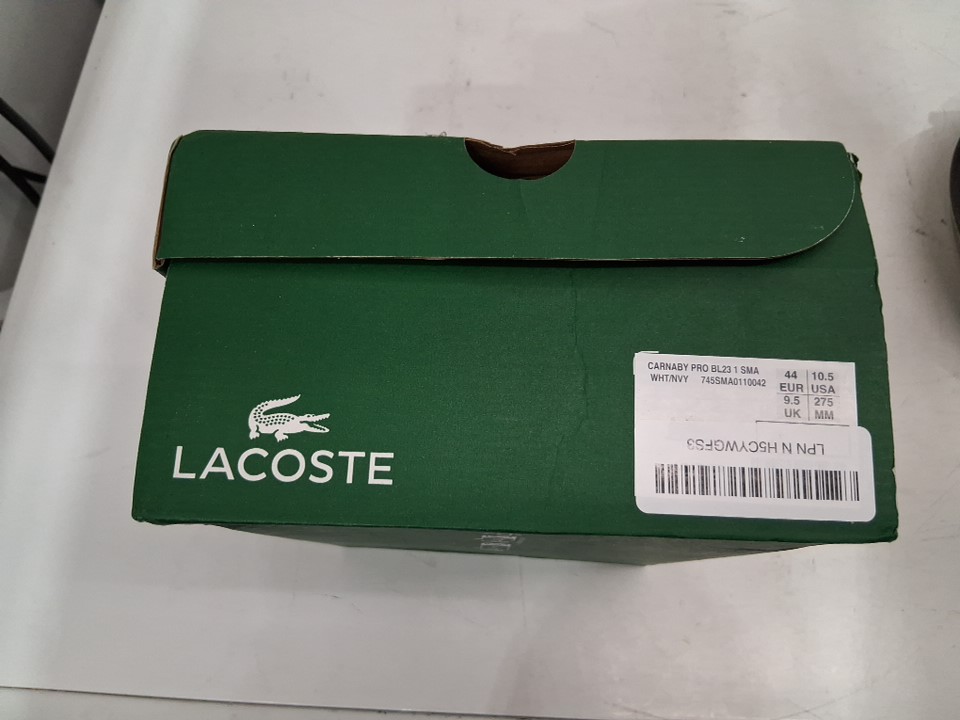 LACOSTE
CARNABY PRO BL23 1 SMA
WHT/NVY 745SMA0110042
44 10.5
EUR USA
9.5 275
UK MM
LPN N H5CYWGFS3